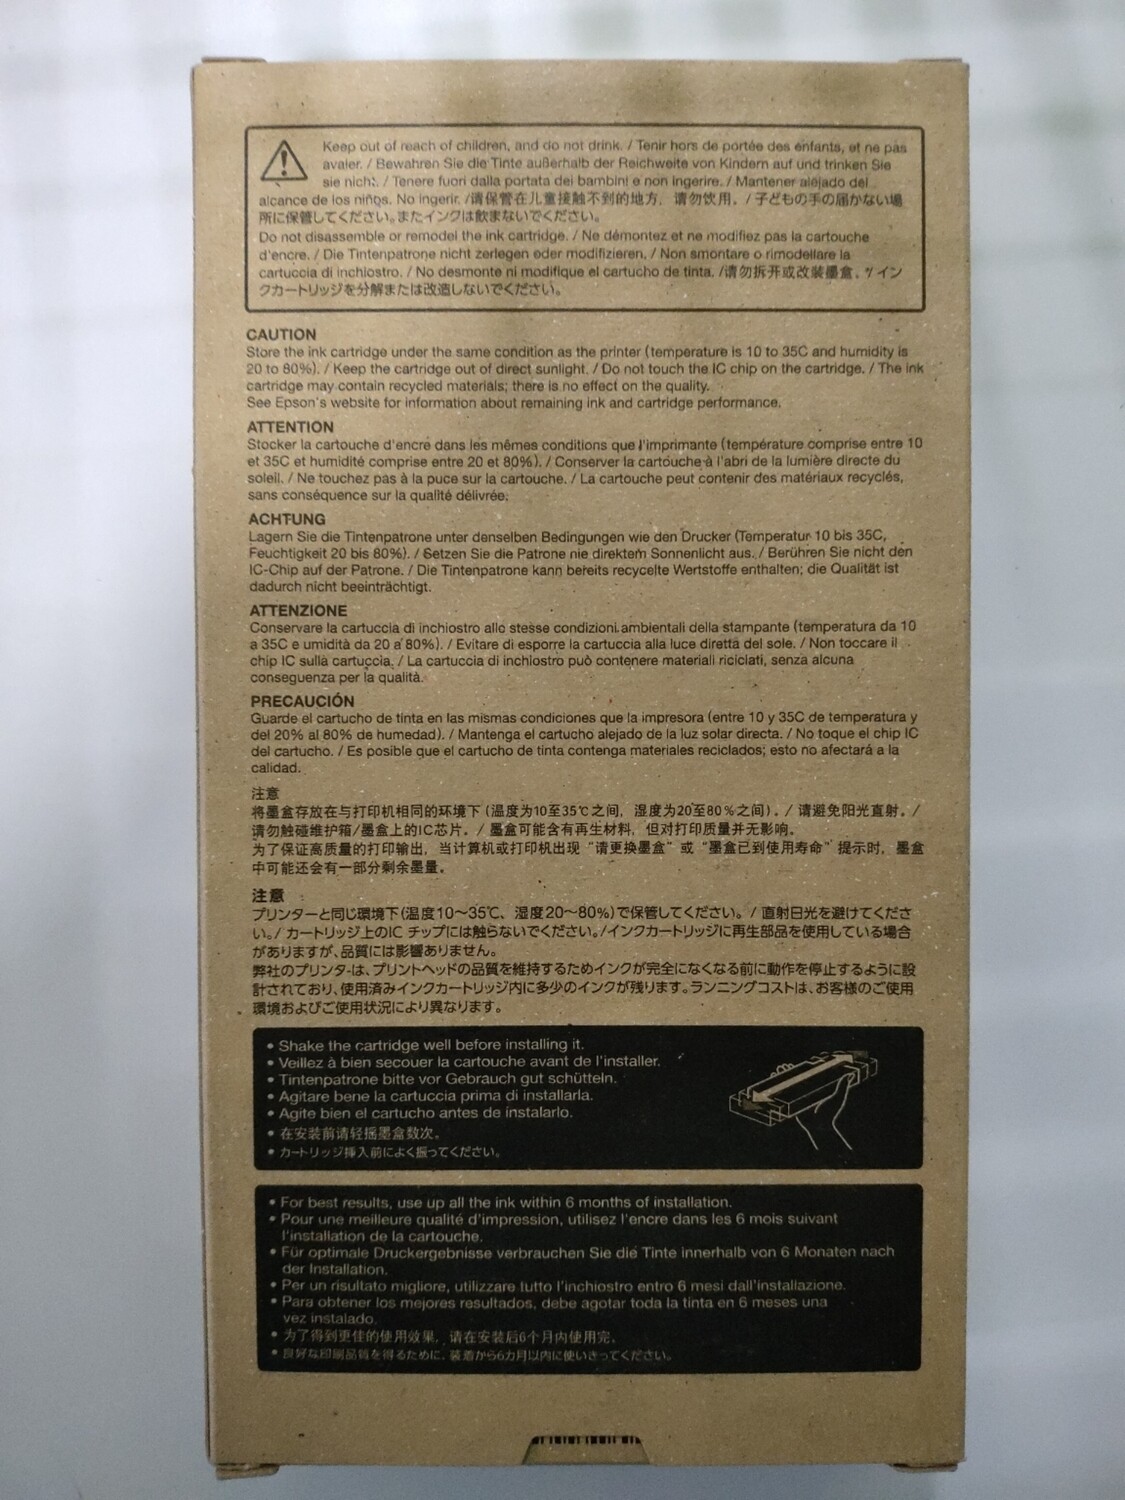 Keep out of reach of children, and do not drink. / Tenir hors de portée des enfants, et ne pas
avaler. / Bewahren Sie die Tinte außerhalb der Reichweite von Kindern auf und trinken Sie
sie nicht. / Tenere fuori dalla portata dei bambini e non ingerire. / Mantener alejado del
alcance de los niños. No ingerir. /请保管在儿童接触不到的地方，请勿饮用。/ 子どもの手の届かない場
所に保管してください。またインクは飲まないでください。
Do not disassemble or remodel the ink cartridge. / Ne démontez et ne modifiez pas la cartouche
d'encre. / Die Tintenpatrone nicht zerlegen oder modifizieren. / Non smontare o rimodellare la
cartuccia di inchiostro. / No desmonte ni modifique el cartucho de tinta. /请勿拆开或改装墨盒。/ イン
クカートリッジを分解または改造しないでください。
CAUTION
Store the ink cartridge under the same condition as the printer (temperature is 10 to 35C and humidity is
20 to 80%). / Keep the cartridge out of direct sunlight. / Do not touch the IC chip on the cartridge. / The ink
cartridge may contain recycled materials; there is no effect on the quality.
See Epson's website for information about remaining ink and cartridge performance.
ATTENTION
Stocker la cartouche d'encre dans les mêmes conditions que l'imprimante (température comprise entre 10
et 35C et humidité comprise entre 20 et 80%). / Conserver la cartouche à l'abri de la lumière directe du
soleil. / Ne touchez pas à la puce sur la cartouche. / La cartouche peut contenir des matériaux recyclés,
sans conséquence sur la qualité délivrée.
ACHTUNG
Lagern Sie die Tintenpatrone unter denselben Bedingungen wie den Drucker (Temperatur 10 bis 35C,
Feuchtigkeit 20 bis 80%). / Setzen Sie die Patrone nie direktem Sonnenlicht aus. / Berühren Sie nicht den
IC-Chip auf der Patrone. / Die Tintenpatrone kann bereits recycelte Wertstoffe enthalten; die Qualität ist
dadurch nicht beeinträchtigt.
ATTENZIONE
Conservare la cartuccia di inchiostro allo stesse condizioni ambientali della stampante (temperatura da 10
a 35C e umidità da 20 a 80%). / Evitare di esporre la cartuccia alla luce diretta del sole. / Non toccare il
chip IC sulla cartuccia. / La cartuccia di inchiostro può contenere materiali riciclati, senza alcuna
conseguenza per la qualità.
PRECAUCIÓN
Guarde el cartucho de tinta en las mismas condiciones que la impresora (entre 10 y 35C de temperatura y
del 20% al 80% de humedad). / Mantenga el cartucho alejado de la luz solar directa. / No toque el chip IC
del cartucho. / Es posible que el cartucho de tinta contenga materiales reciclados; esto no afectará a la
calidad.
注意
将墨盒存放在与打印机相同的环境下 (温度为10至35℃之间，湿度为20至80％之间)。/ 请避免阳光直射。/
请勿触碰维护箱/墨盒上的IC芯片。/ 墨盒可能含有再生材料，但对打印质量并无影响。
为了保证高质量的打印输出，当计算机或打印机出现 “请更换墨盒” 或 “墨盒已到使用寿命” 提示时，墨盒
中可能还会有一部分剩余墨量。
注意
プリンターと同じ環境下(温度10～35℃、湿度20～80%)で保管してください。/ 直射日光を避けてくださ
い。/ カートリッジ上のIC チップには触らないでください。/インクカートリッジに再生部品を使用している場合
がありますが、品質には影響ありません。
弊社のプリンターは、プリントヘッドの品質を維持するためインクが完全になくなる前に動作を停止するように設
計されており、使用済みインクカートリッジ内に多少のインクが残ります。ランニングコストは、お客様のご使用
環境およびご使用状況により異なります。
• Shake the cartridge well before installing it.
• Veillez à bien secouer la cartouche avant de l'installer.
• Tintenpatrone bitte vor Gebrauch gut schütteln.
• Agitare bene la cartuccia prima di installarla.
• Agite bien el cartucho antes de instalarlo.
• 在安装前请轻摇墨盒数次。
• カートリッジ挿入前によく振ってください。
• For best results, use up all the ink within 6 months of installation.
• Pour une meilleure qualité d'impression, utilisez l'encre dans les 6 mois suivant
l'installation de la cartouche.
• Für optimale Druckergebnisse verbrauchen Sie die Tinte innerhalb von 6 Monaten nach
der Installation.
• Per un risultato migliore, utilizzare tutto l'inchiostro entro 6 mesi dall'installazione.
• Para obtener los mejores resultados, debe agotar toda la tinta en 6 meses una
vez instalado.
• 为了得到更佳的使用效果，请在安装后6个月内使用完。
• 良好な印刷品質を得るために、装着から6カ月以内に使いきってください。